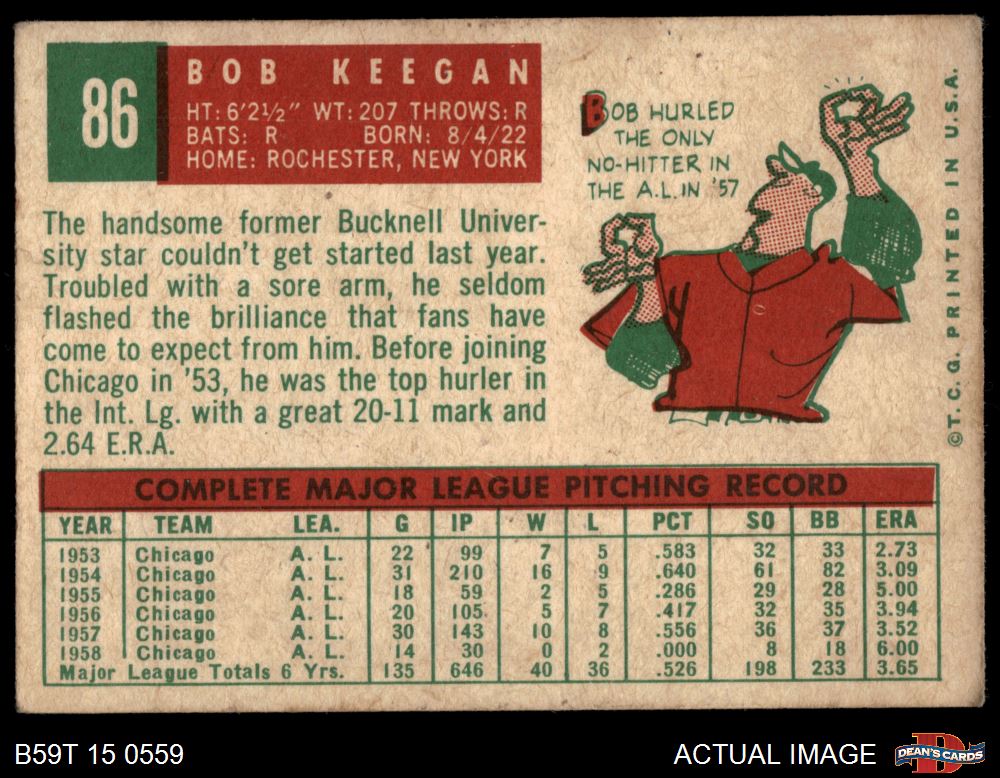 86
BOB KEEGAN
HT: 6'2½" WT: 207 THROWS: R
BATS: R BORN: 8/4/22
HOME: ROCHESTER, NEW YORK
BOB HURLED
THE ONLY
NO-HITTER IN
THE A.L. IN '57
©T. C. G. PRINTED IN U.S.A.
The handsome former Bucknell Univer-
sity star couldn't get started last year.
Troubled with a sore arm, he seldom
flashed the brilliance that fans have
come to expect from him. Before joining
Chicago in '53, he was the top hurler in
the Int. Lg. with a great 20-11 mark and
2.64 E.R.A.
COMPLETE MAJOR LEAGUE PITCHING RECORD
YEAR TEAM LEA. G IP W L PCT SO BB ERA
1953 Chicago A. L. 22 99 7 5 .583 32 33 2.73
1954 Chicago A. L. 31 210 16 9 .640 61 82 3.09
1955 Chicago A. L. 18 59 2 5 .286 29 28 5.00
1956 Chicago A. L. 20 105 5 7 .417 32 35 3.94
1957 Chicago A. L. 30 143 10 8 .556 36 37 3.52
1958 Chicago A. L. 14 30 0 2 .000 8 18 6.00
Major League Totals 6 Yrs. 135 646 40 36 .526 198 233 3.65
B59T 15 0559
ACTUAL IMAGE
DEAN'S CARDS